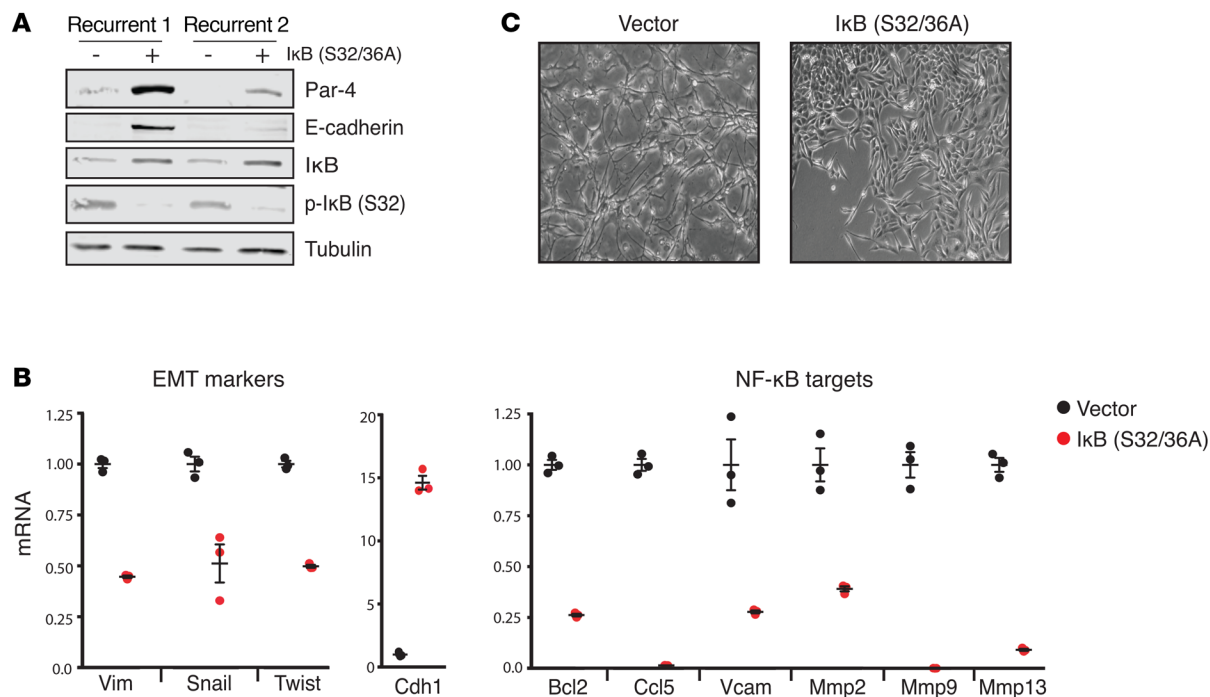 A
Recurrent 1 Recurrent 2
- + - + IκB (S32/36A)
Par-4
E-cadherin
IκB
p-IκB (S32)
Tubulin
C
Vector IκB (S32/36A)
B
EMT markers
mRNA
1.25
1.00
0.75
0.50
0.25
0.0
Vim Snail Twist
20
15
10
5
0
Cdh1
NF-κB targets
1.25
1.00
0.75
0.50
0.25
0.0
Bcl2 Ccl5 Vcam Mmp2 Mmp9 Mmp13
Vector
IκB (S32/36A)